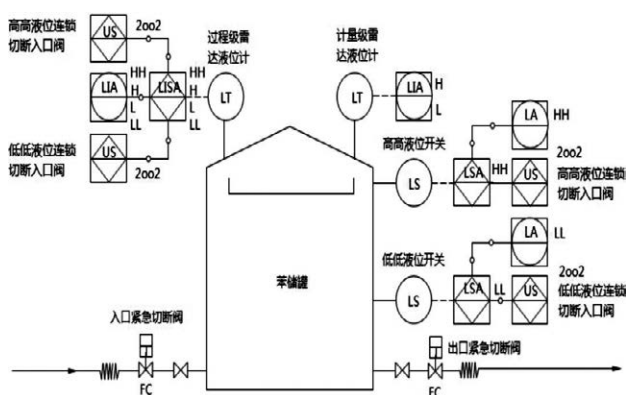 高高液位连锁
切断入口阀
US
2oo2
过程级雷
达液位计
计量级雷
达液位计
LIA
HH
H
L
LL
LISA
HH
H
L
LL
LT
LT
LIA
H
L
低低液位连锁
切断入口阀
US
2oo2
高高液位开关
LA
HH
LS
LSA
HH
US
2oo2
高高液位连锁
切断入口阀
低低液位开关
LA
LL
LS
LSA
LL
US
2oo2
低低液位连锁
切断入口阀
苯储罐
入口紧急切断阀
FC
出口紧急切断阀
FC